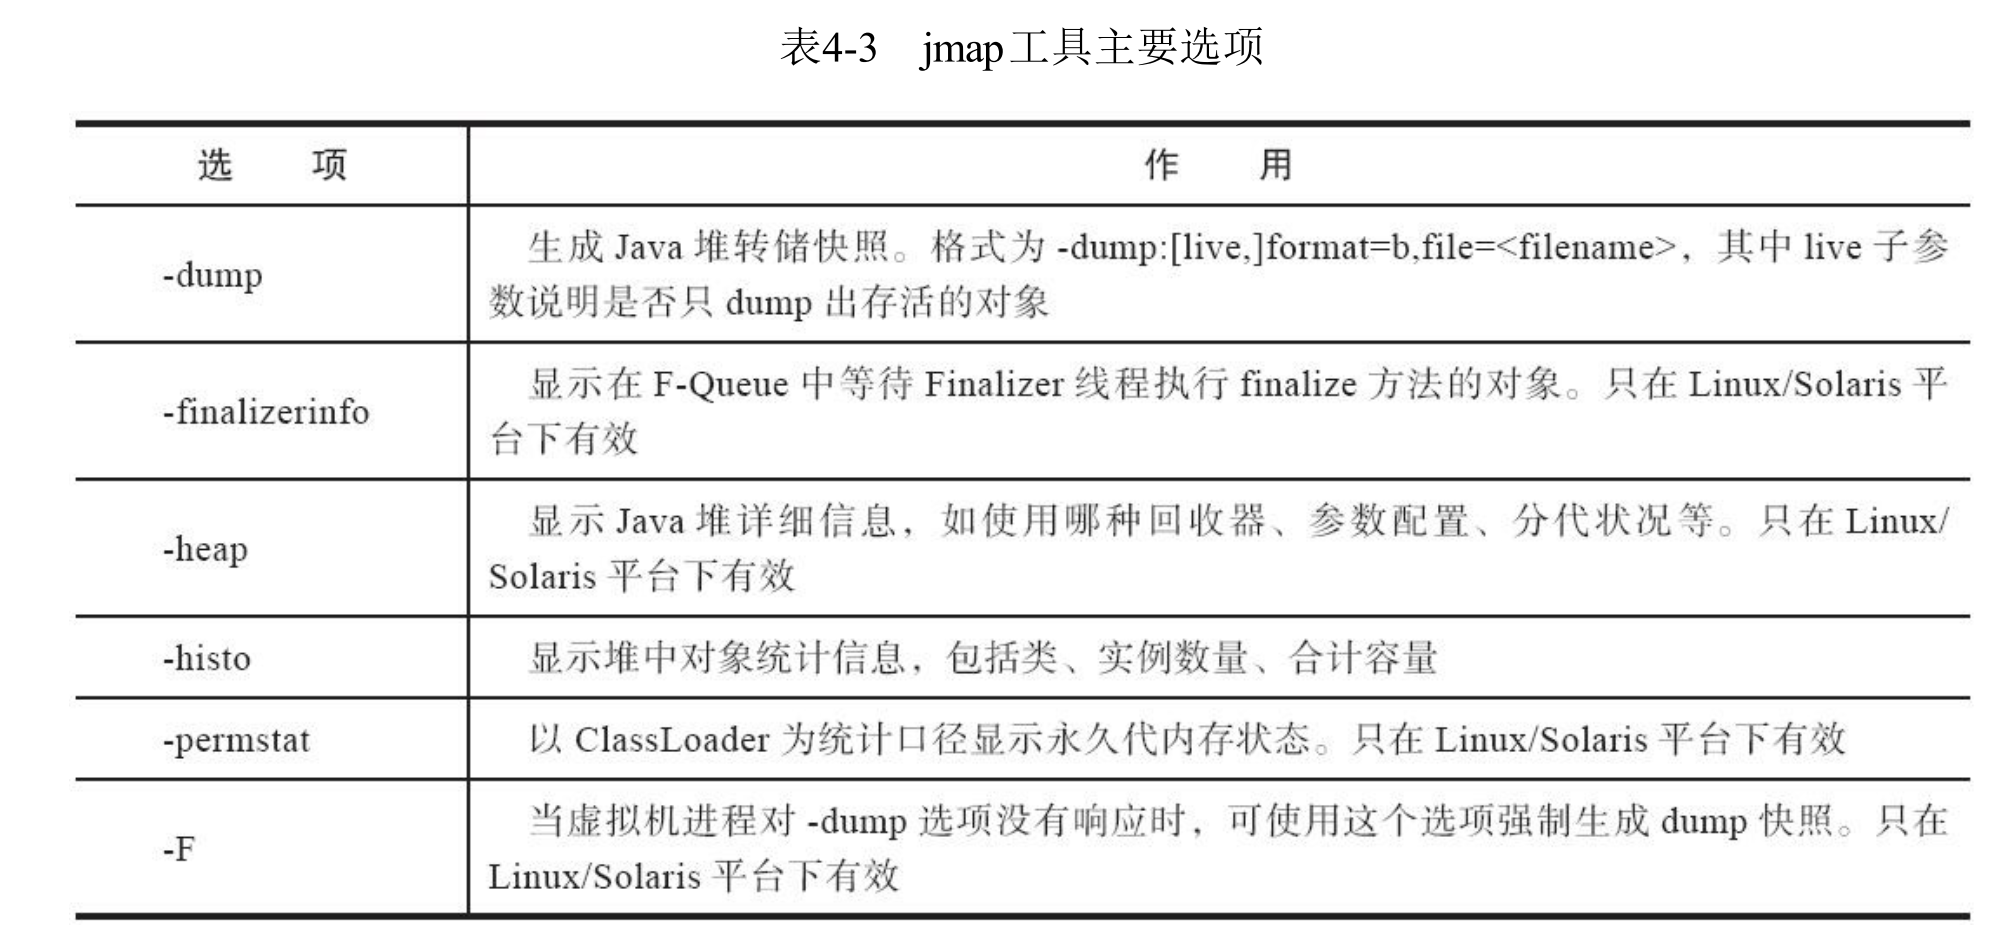 表4-3 jmap工具主要选项
选 项
作 用
-dump
生成 Java 堆转储快照。格式为 -dump:[live,]format=b,file=<filename>，其中 live 子参
数说明是否只 dump 出存活的对象
-finalizerinfo
显示在 F-Queue 中等待 Finalizer 线程执行 finalize 方法的对象。只在 Linux/Solaris 平
台下有效
-heap
显示 Java 堆详细信息，如使用哪种回收器、参数配置、分代状况等。只在 Linux/
Solaris 平台下有效
-histo
显示堆中对象统计信息，包括类、实例数量、合计容量
-permstat
以 ClassLoader 为统计口径显示永久代内存状态。只在 Linux/Solaris 平台下有效
-F
当虚拟机进程对 -dump 选项没有响应时，可使用这个选项强制生成 dump 快照。只在
Linux/Solaris 平台下有效